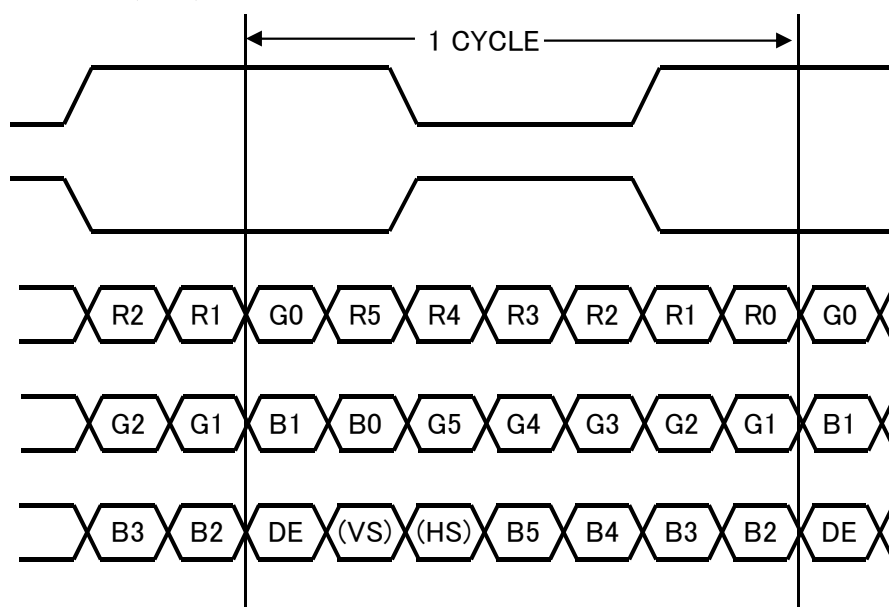 1 CYCLE
R2 R1 G0 R5 R4 R3 R2 R1 R0 G0
G2 G1 B1 B0 G5 G4 G3 G2 G1 B1
B3 B2 DE (VS) (HS) B5 B4 B3 B2 DE